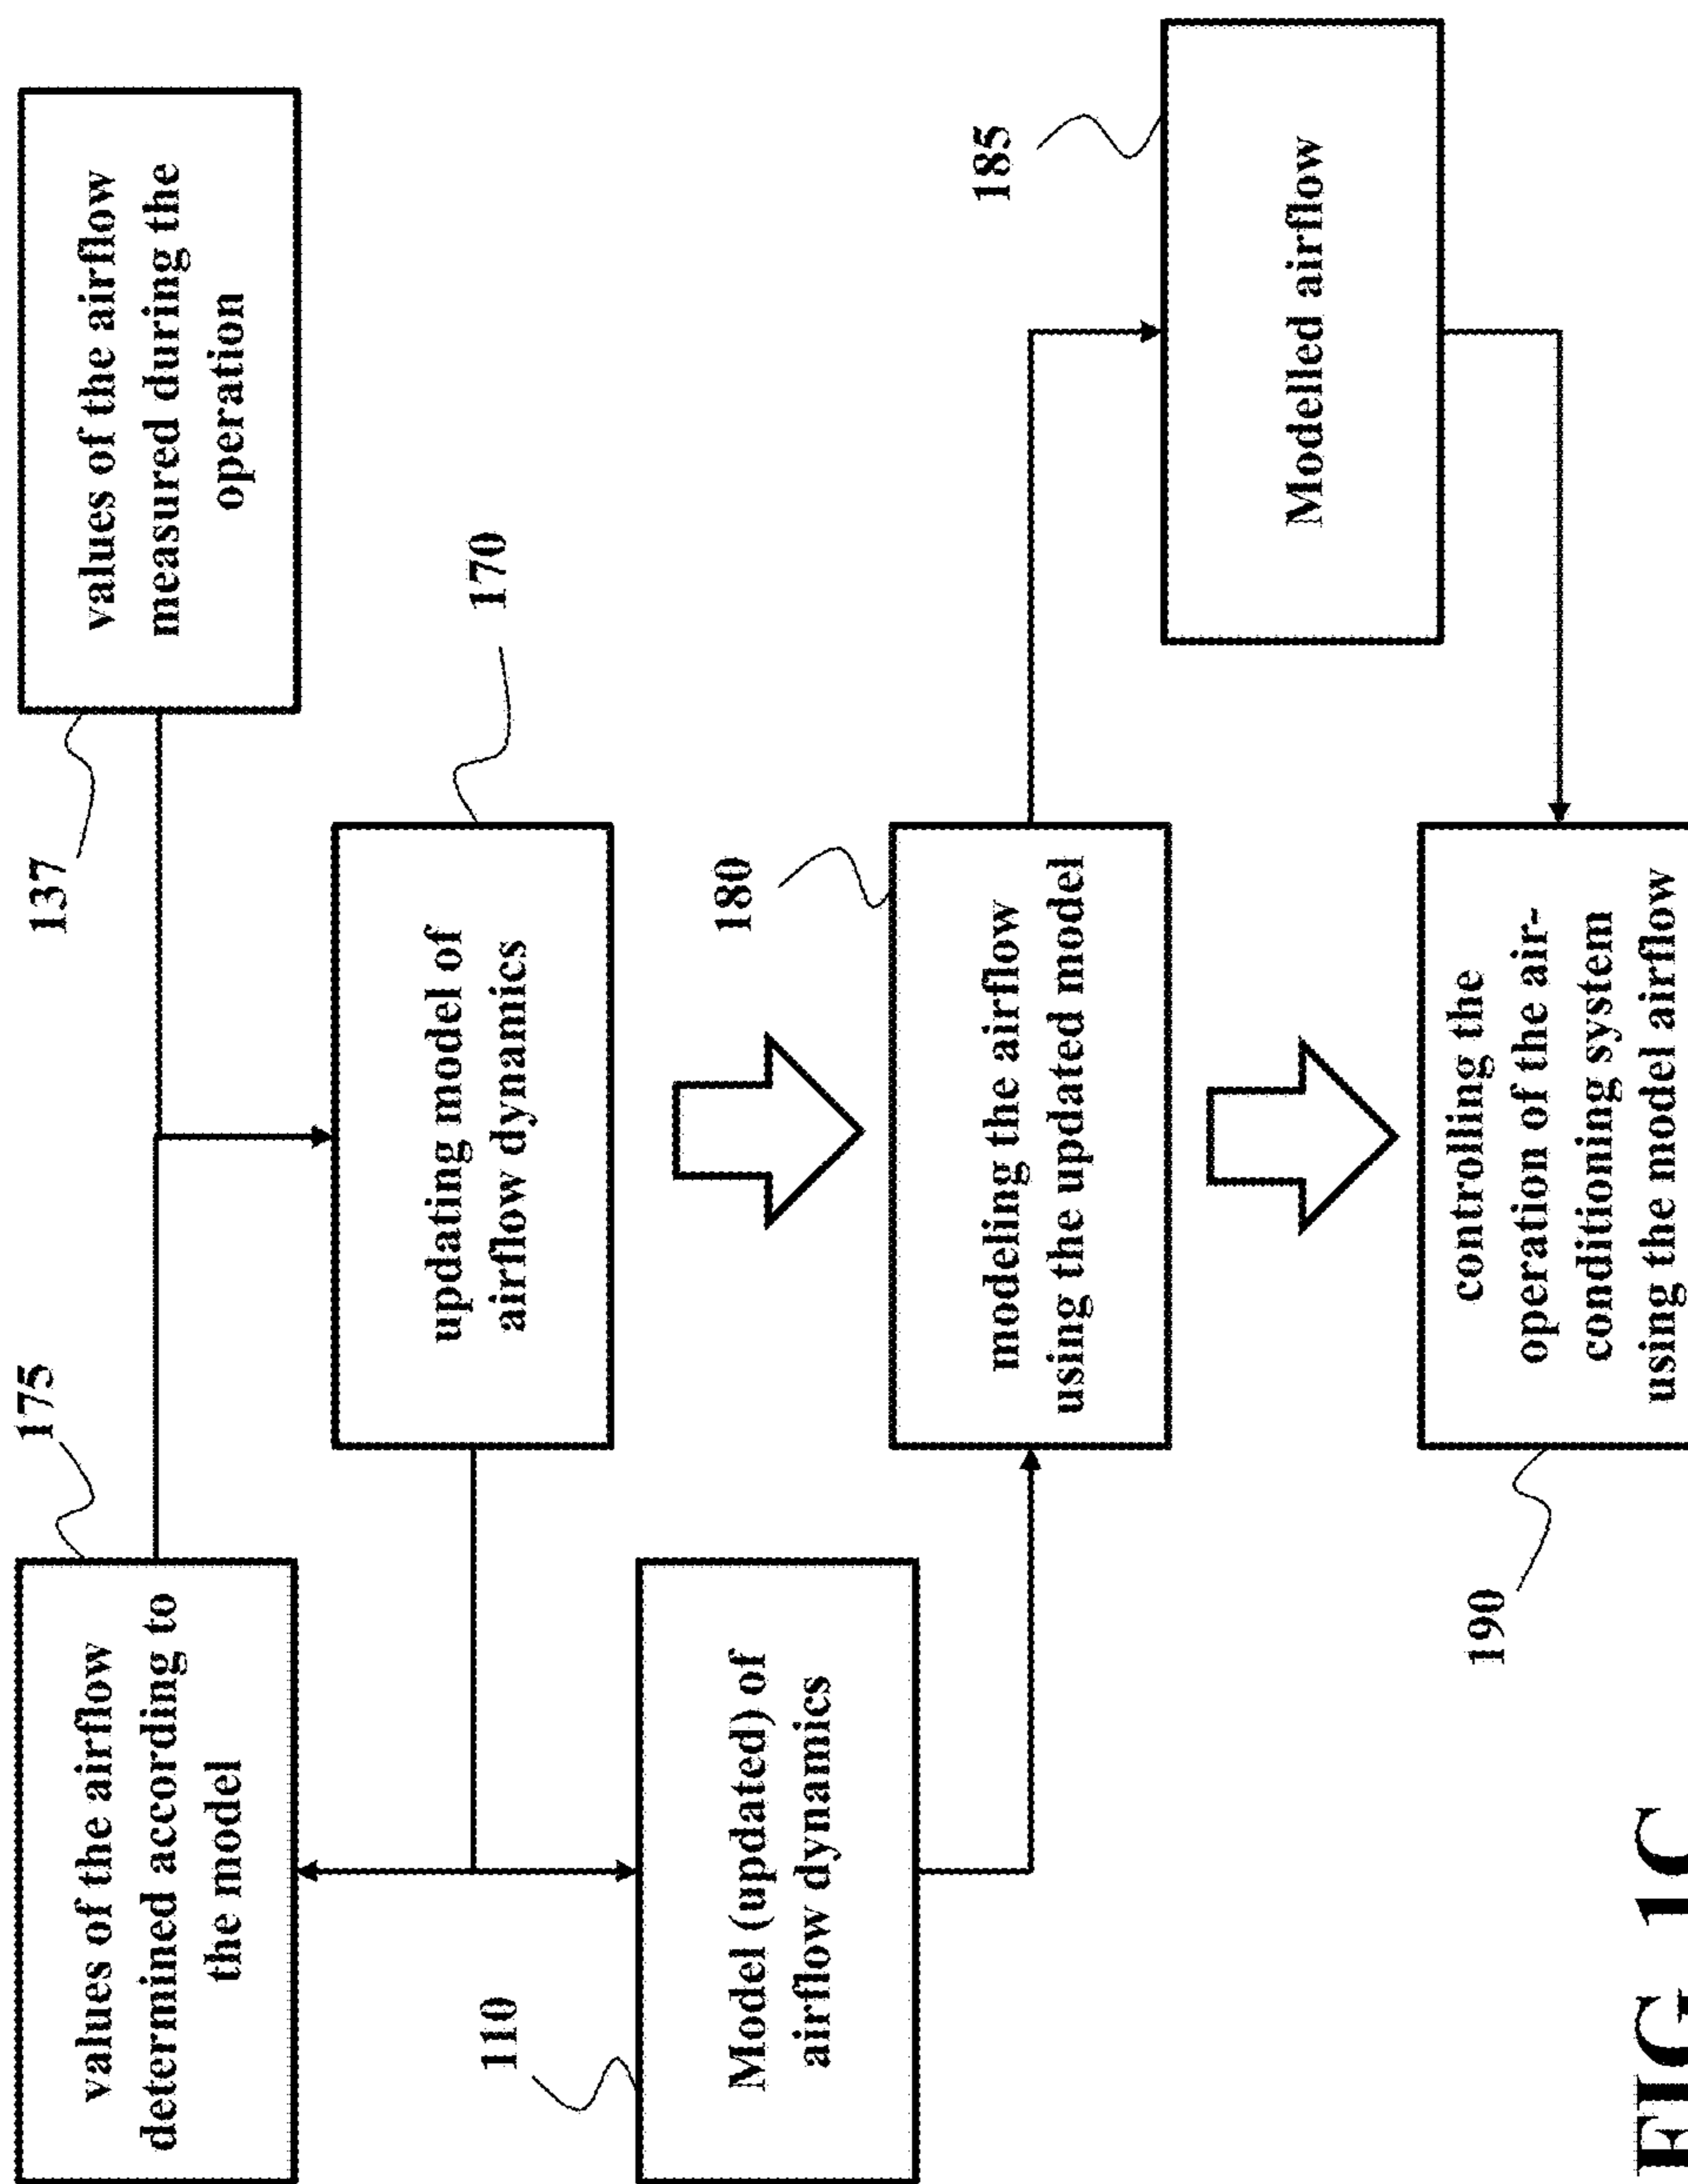 175
values of the airflow
determined according to
the model
137
values of the airflow
measured during the
operation
170
updating model of
airflow dynamics
110
Model (updated) of
airflow dynamics
180
modeling the airflow
using the updated model
185
Modelled airflow
190
controlling the
operation of the air-
conditioning system
using the model airflow
FIG. 1C